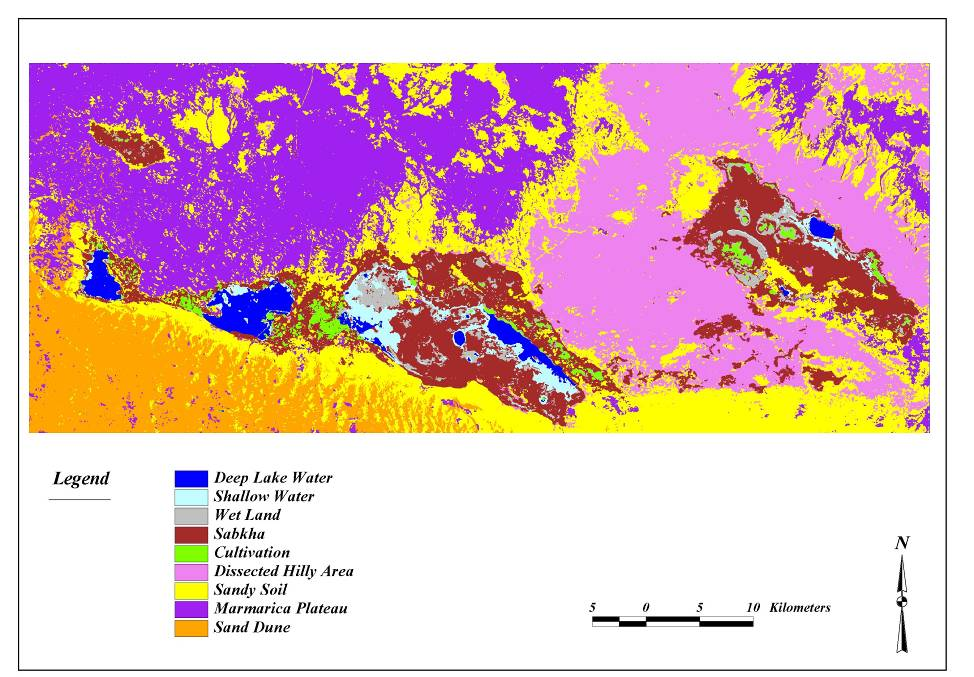 Legend
Deep Lake Water
Shallow Water
Wet Land
Sabkha
Cultivation
Dissected Hilly Area
Sandy Soil
Marmarica Plateau
Sand Dune
5 0 5 10 Kilometers
N